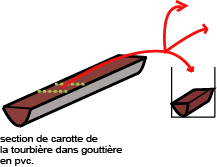 section de carotte de
la tourbière dans gouttière
en pvc.